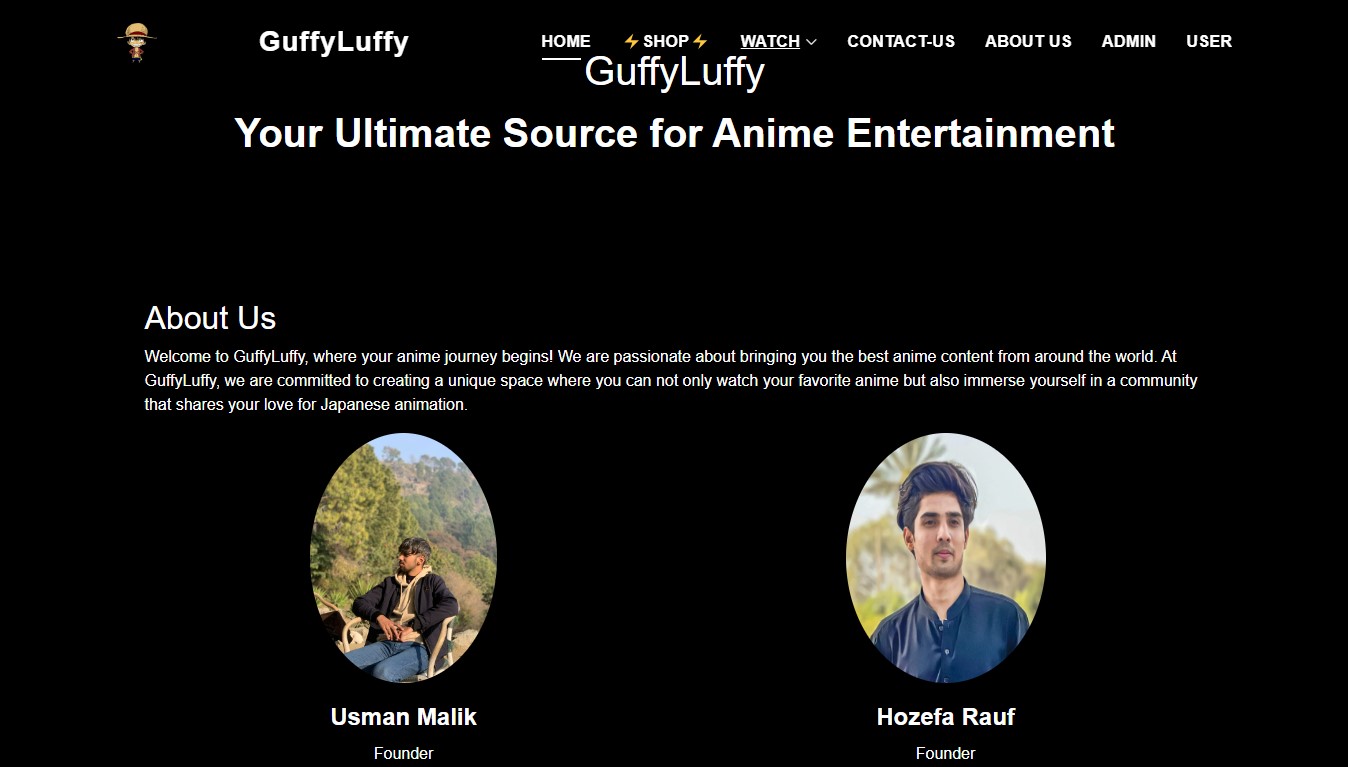 GuffyLuffy
HOME ⚡SHOP⚡ WATCH CONTACT-US ABOUT US ADMIN USER
GuffyLuffy
Your Ultimate Source for Anime Entertainment
About Us
Welcome to GuffyLuffy, where your anime journey begins! We are passionate about bringing you the best anime content from around the world. At
GuffyLuffy, we are committed to creating a unique space where you can not only watch your favorite anime but also immerse yourself in a community
that shares your love for Japanese animation.
Usman Malik
Hozefa Rauf
Founder
Founder